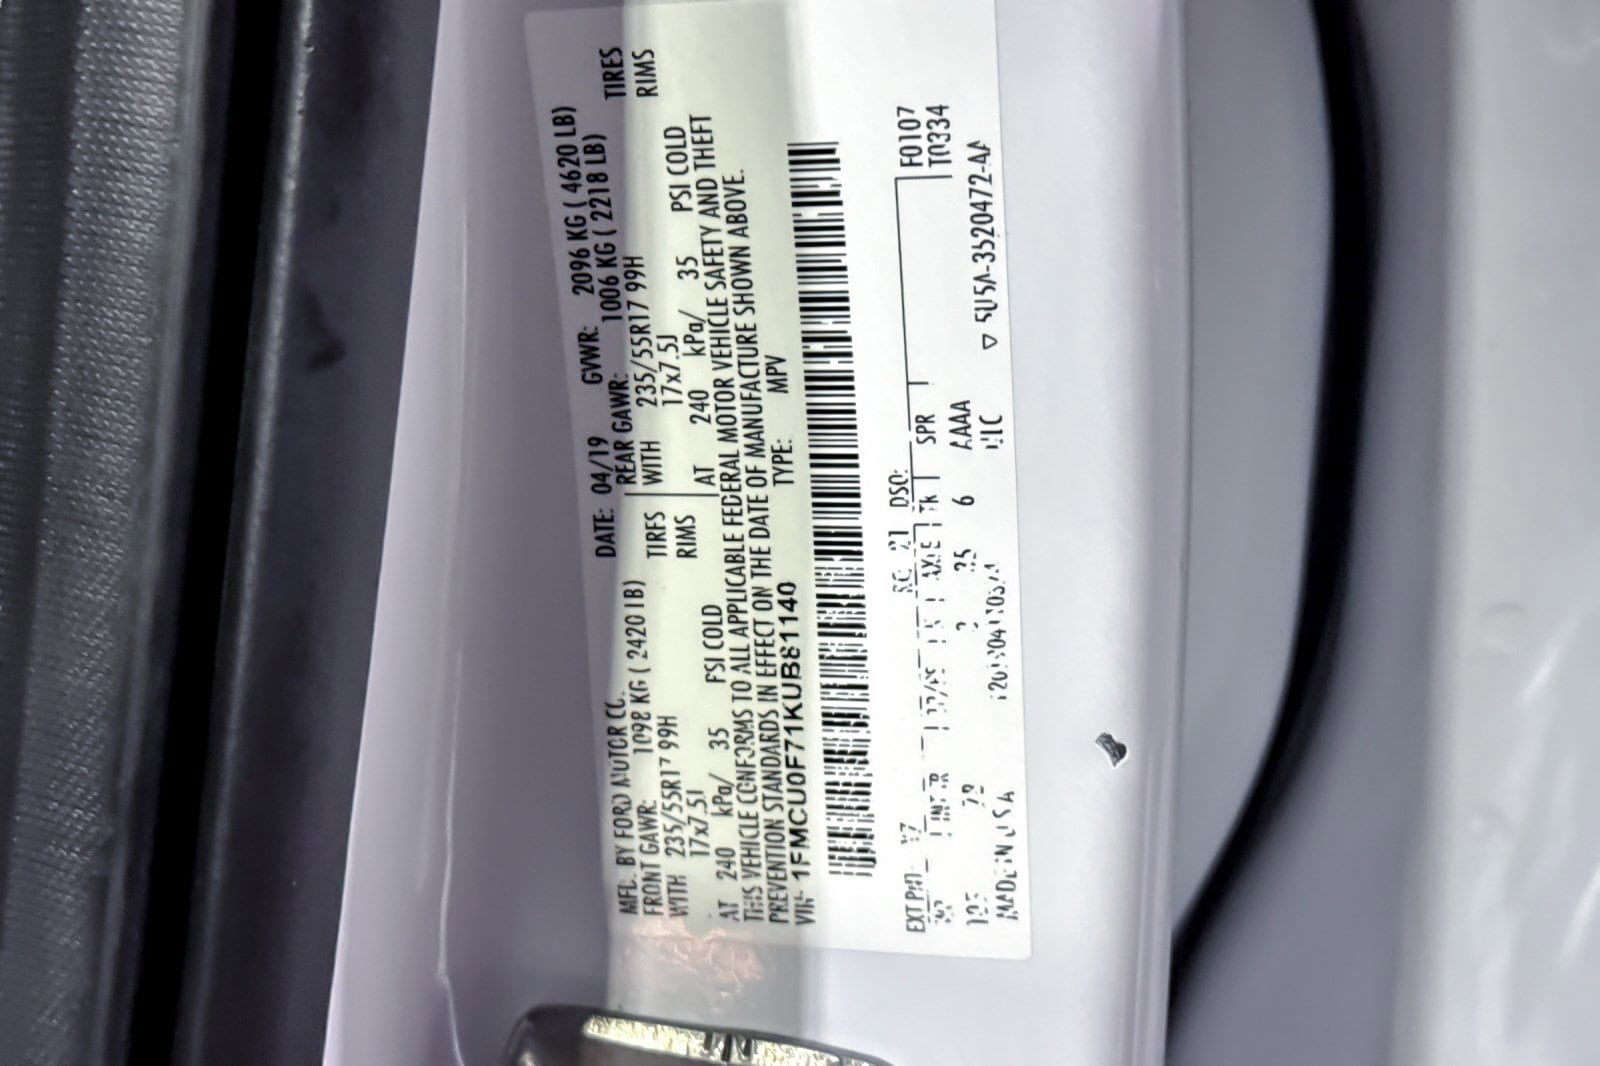 MFD. BY FORD MOTOR CO.
DATE: 04/19 GVWR: 2096 KG ( 4620 LB)
FRONT GAWR: 1098 KG ( 2420 LB) REAR GAWR: 1006 KG ( 2218 LB)
WITH 235/55R17 99H TIRES WITH 235/55R17 99H TIRES
17x7.5J RIMS 17x7.5J RIMS
AT 240 kPa/ 35 PSI COLD AT 240 kPa/ 35 PSI COLD
THIS VEHICLE CONFORMS TO ALL APPLICABLE FEDERAL MOTOR VEHICLE SAFETY AND THEFT
PREVENTION STANDARDS IN EFFECT ON THE DATE OF MANUFACTURE SHOWN ABOVE.
VIN: 1FMCU0F71KUB81140 TYPE: MPV
EXT PNT: RC: 21 DSO: F0107
SPR T0334
6 AAAA
MADE IN U.S.A. ▽ 5U5A-3520472-AA